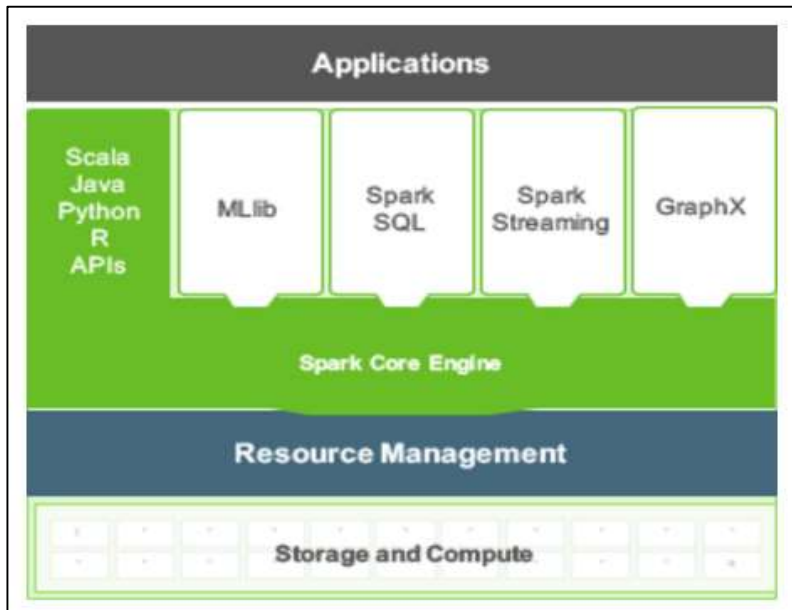 Applications
Scala
Java
Python
R
APIs
MLlib
Spark
SQL
Spark
Streaming
GraphX
Spark Core Engine
Resource Management
Storage and Compute